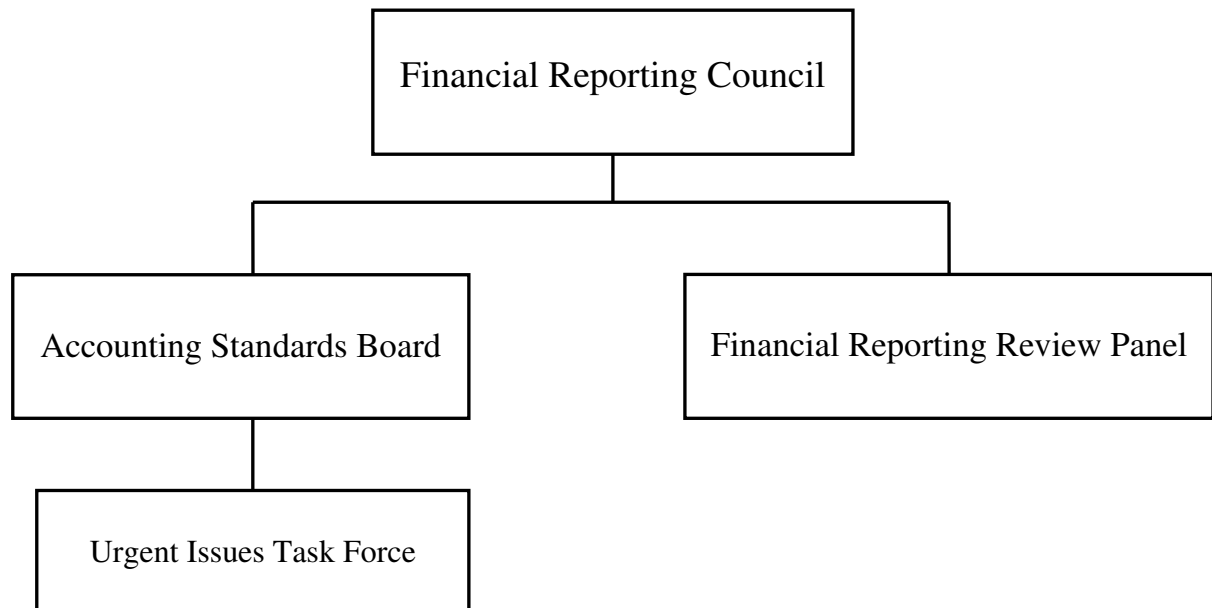 Financial Reporting Council
Accounting Standards Board
Financial Reporting Review Panel
Urgent Issues Task Force